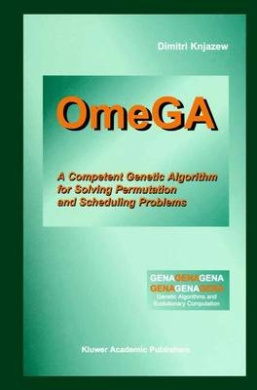 Dimitri Knjazew
OmeGA
A Competent Genetic Algorithm
for Solving Permutation
and Scheduling Problems
GENAGENAGENA
GENAGENAGENA
Genetic Algorithms and
Evolutionary Computation
Kluwer Academic Publishers